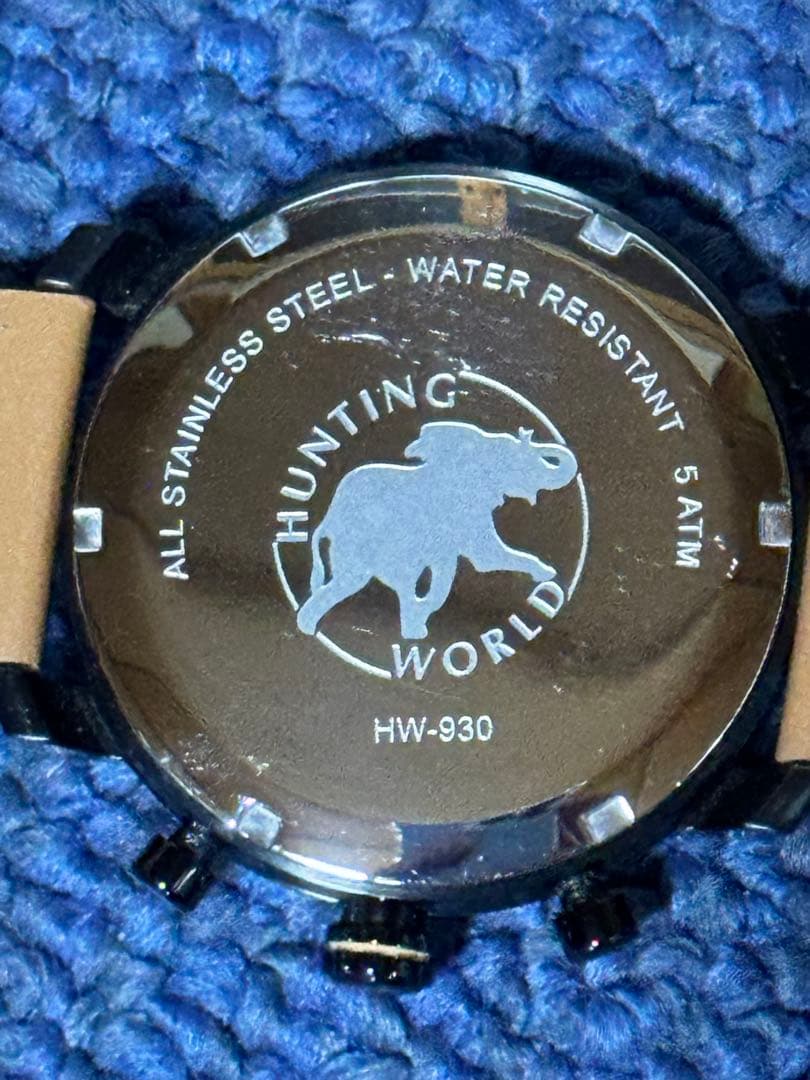 ALL STAINLESS STEEL - WATER RESISTANT 5 ATM
HUNTING
WORLD
HW-930